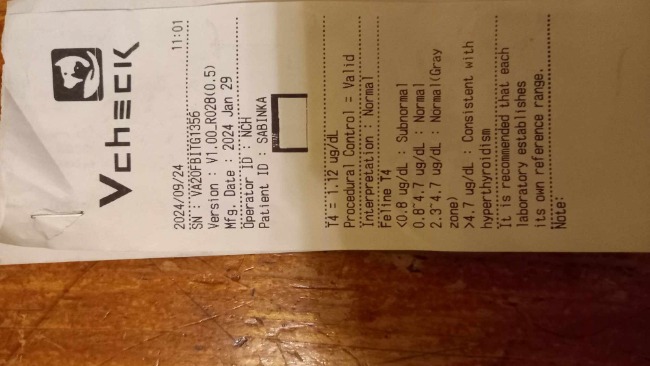 Vcheck
2024/09/24 11:01
SN : VA20FBITG1356
Version : V1.00_R028(0.5)
Mfg. Date : 2024 Jan 29
Operator ID : NCH
Patient ID : SABINKA
T4 = 1.12 ug/dL
Procedural Control = Valid
Interpretation : Normal
Feline T4
<0.8 ug/dL : Subnormal
0.8~4.7 ug/dL : Normal
2.3~4.7 ug/dL : Normal(Gray
zone)
>4.7 ug/dL : Consistent with
hyperthyroidism
It is recommended that each
laboratory establishes
its own reference range.
Note: